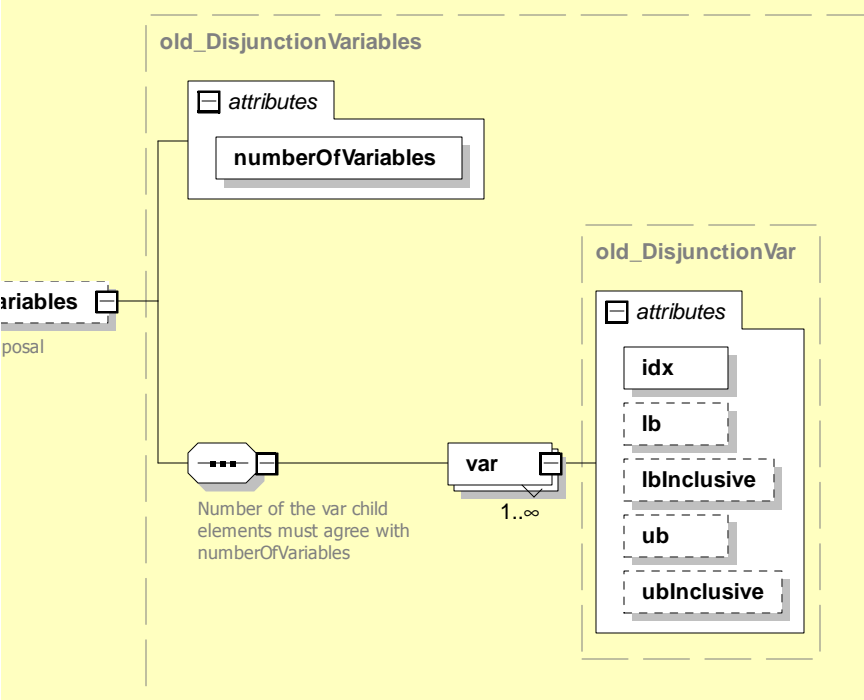 old_DisjunctionVariables
attributes
numberOfVariables
old_DisjunctionVar
ariables
attributes
posal
idx
lb
var
lbInclusive
Number of the var child
elements must agree with
numberOfVariables
1..∞
ub
ubInclusive